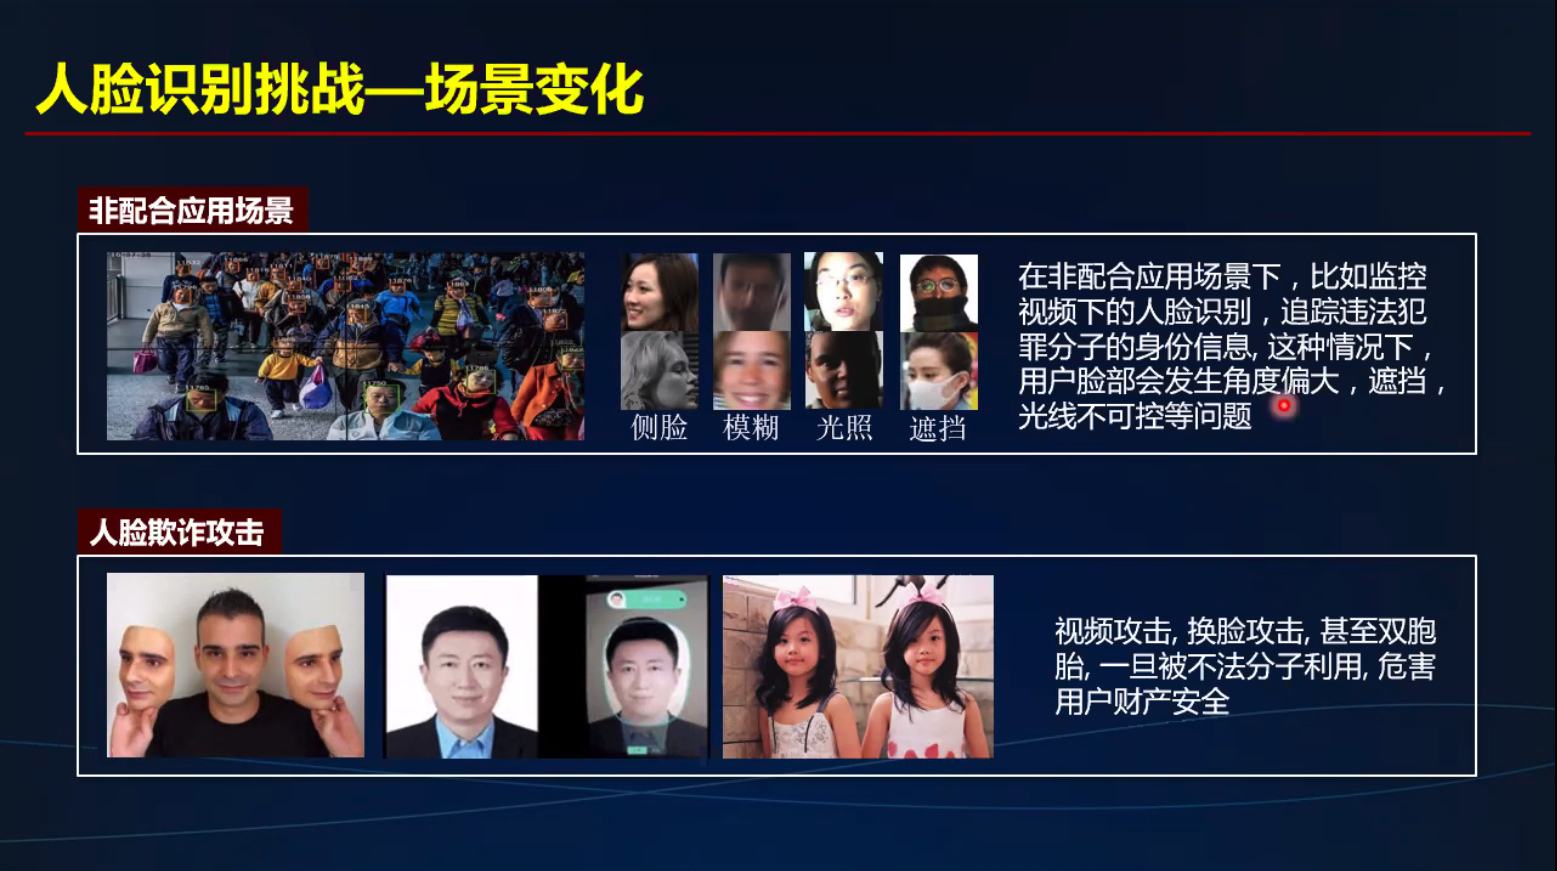 人脸识别挑战—场景变化
非配合应用场景
侧脸
模糊
光照
遮挡
在非配合应用场景下，比如监控
视频下的人脸识别，追踪违法犯
罪分子的身份信息, 这种情况下，
用户脸部会发生角度偏大，遮挡，
光线不可控等问题
人脸欺诈攻击
视频攻击, 换脸攻击, 甚至双胞
胎, 一旦被不法分子利用, 危害
用户财产安全